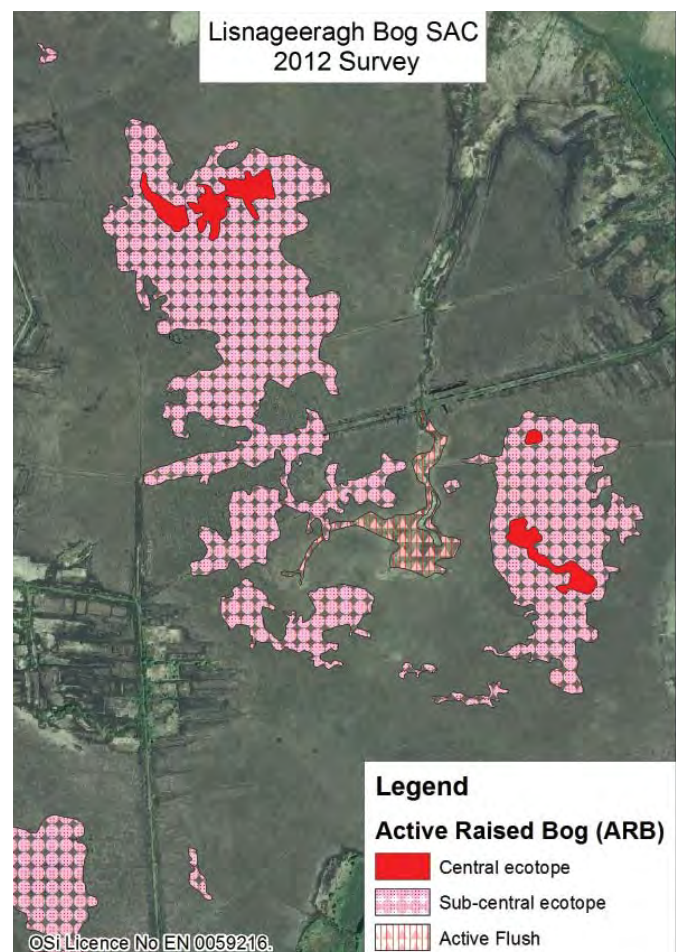 Lisnageeragh Bog SAC
2012 Survey
Legend
Active Raised Bog (ARB)
Central ecotope
Sub-central ecotope
Active Flush
OSi Licence No EN 0059216.